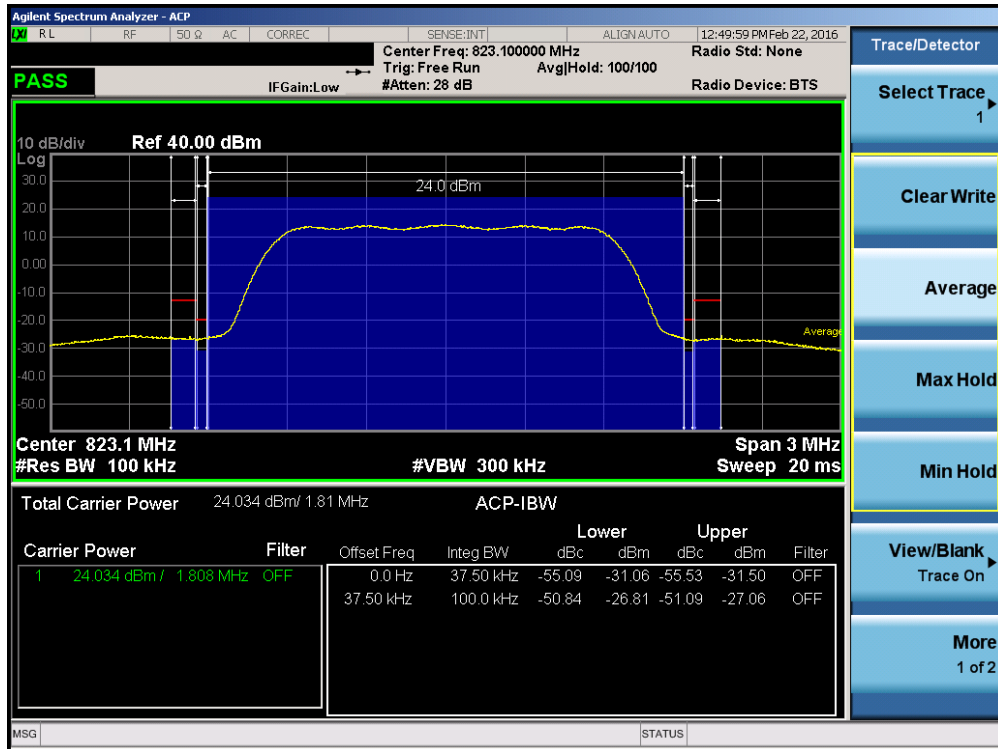 Agilent Spectrum Analyzer - ACP
LXI RL RF 50 Ω AC CORREC SENSE:INT ALIGN AUTO 12:49:59 PM Feb 22, 2016
Center Freq: 823.100000 MHz Radio Std: None
Trig: Free Run Avg|Hold: 100/100
PASS IFGain:Low #Atten: 28 dB Radio Device: BTS
10 dB/div Ref 40.00 dBm
Log
30.0
24.0 dBm
20.0
10.0
0.00
-10.0
-20.0
Average
-30.0
-40.0
-50.0
Center 823.1 MHz Span 3 MHz
#Res BW 100 kHz #VBW 300 kHz Sweep 20 ms
Total Carrier Power 24.034 dBm/ 1.81 MHz ACP-IBW
Lower Upper
Carrier Power Filter Offset Freq Integ BW dBc dBm dBc dBm Filter
1 24.034 dBm / 1.808 MHz OFF 0.0 Hz 37.50 kHz -55.09 -31.06 -55.53 -31.50 OFF
37.50 kHz 100.0 kHz -50.84 -26.81 -51.09 -27.06 OFF
MSG STATUS
Trace/Detector
Select Trace
1
Clear Write
Average
Max Hold
Min Hold
View/Blank
Trace On
More
1 of 2